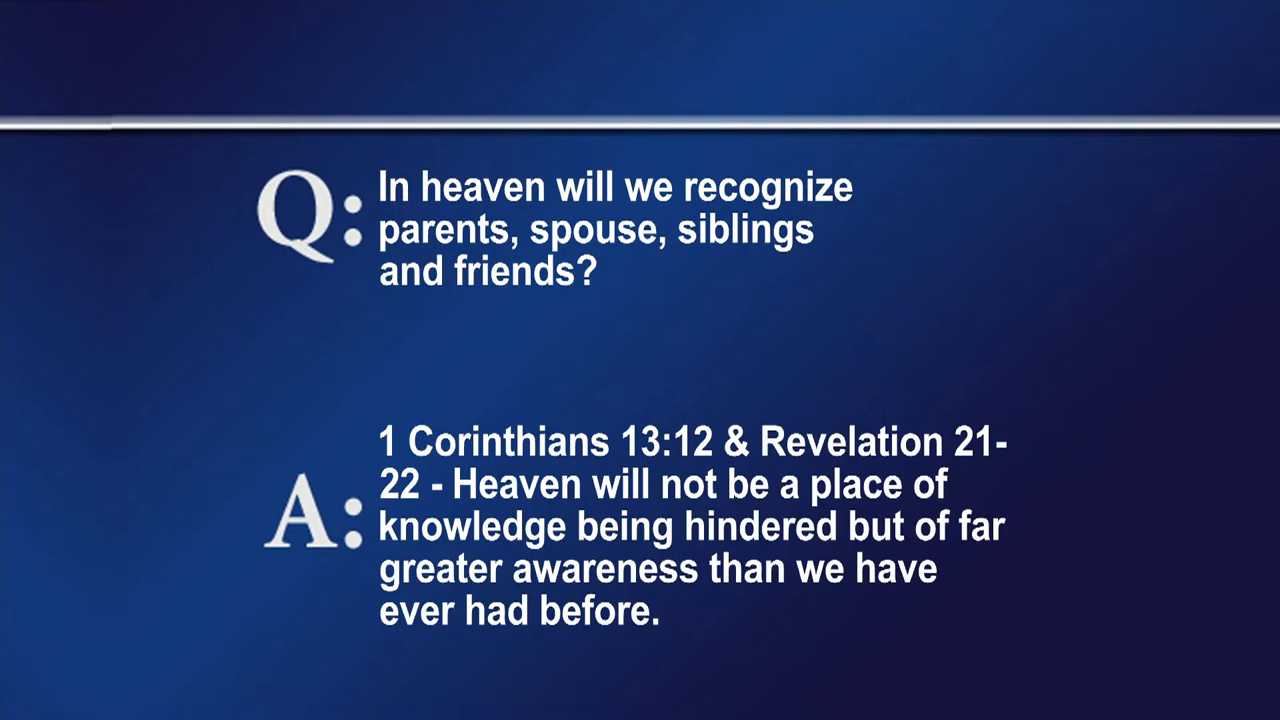 Q: In heaven will we recognize
parents, spouse, siblings
and friends?
A: 1 Corinthians 13:12 & Revelation 21-
22 - Heaven will not be a place of
knowledge being hindered but of far
greater awareness than we have
ever had before.